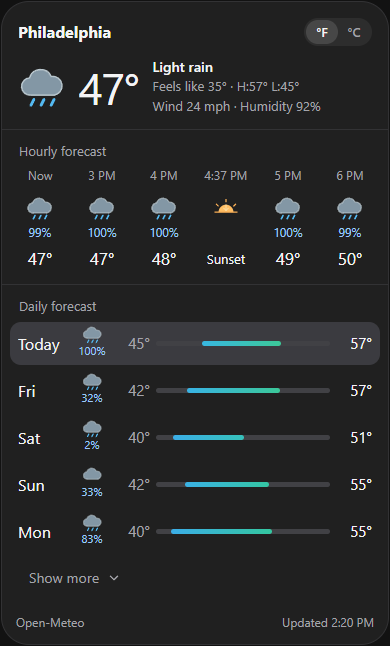 Philadelphia
°F °C
47°
Light rain
Feels like 35° · H:57° L:45°
Wind 24 mph · Humidity 92%
Hourly forecast
Now 3 PM 4 PM 4:37 PM 5 PM 6 PM
99% 100% 100% 100% 99%
47° 47° 48° Sunset 49° 50°
Daily forecast
Today 100% 45° 57°
Fri 32% 42° 57°
Sat 2% 40° 51°
Sun 33% 42° 55°
Mon 83% 40° 55°
Show more
Open-Meteo Updated 2:20 PM